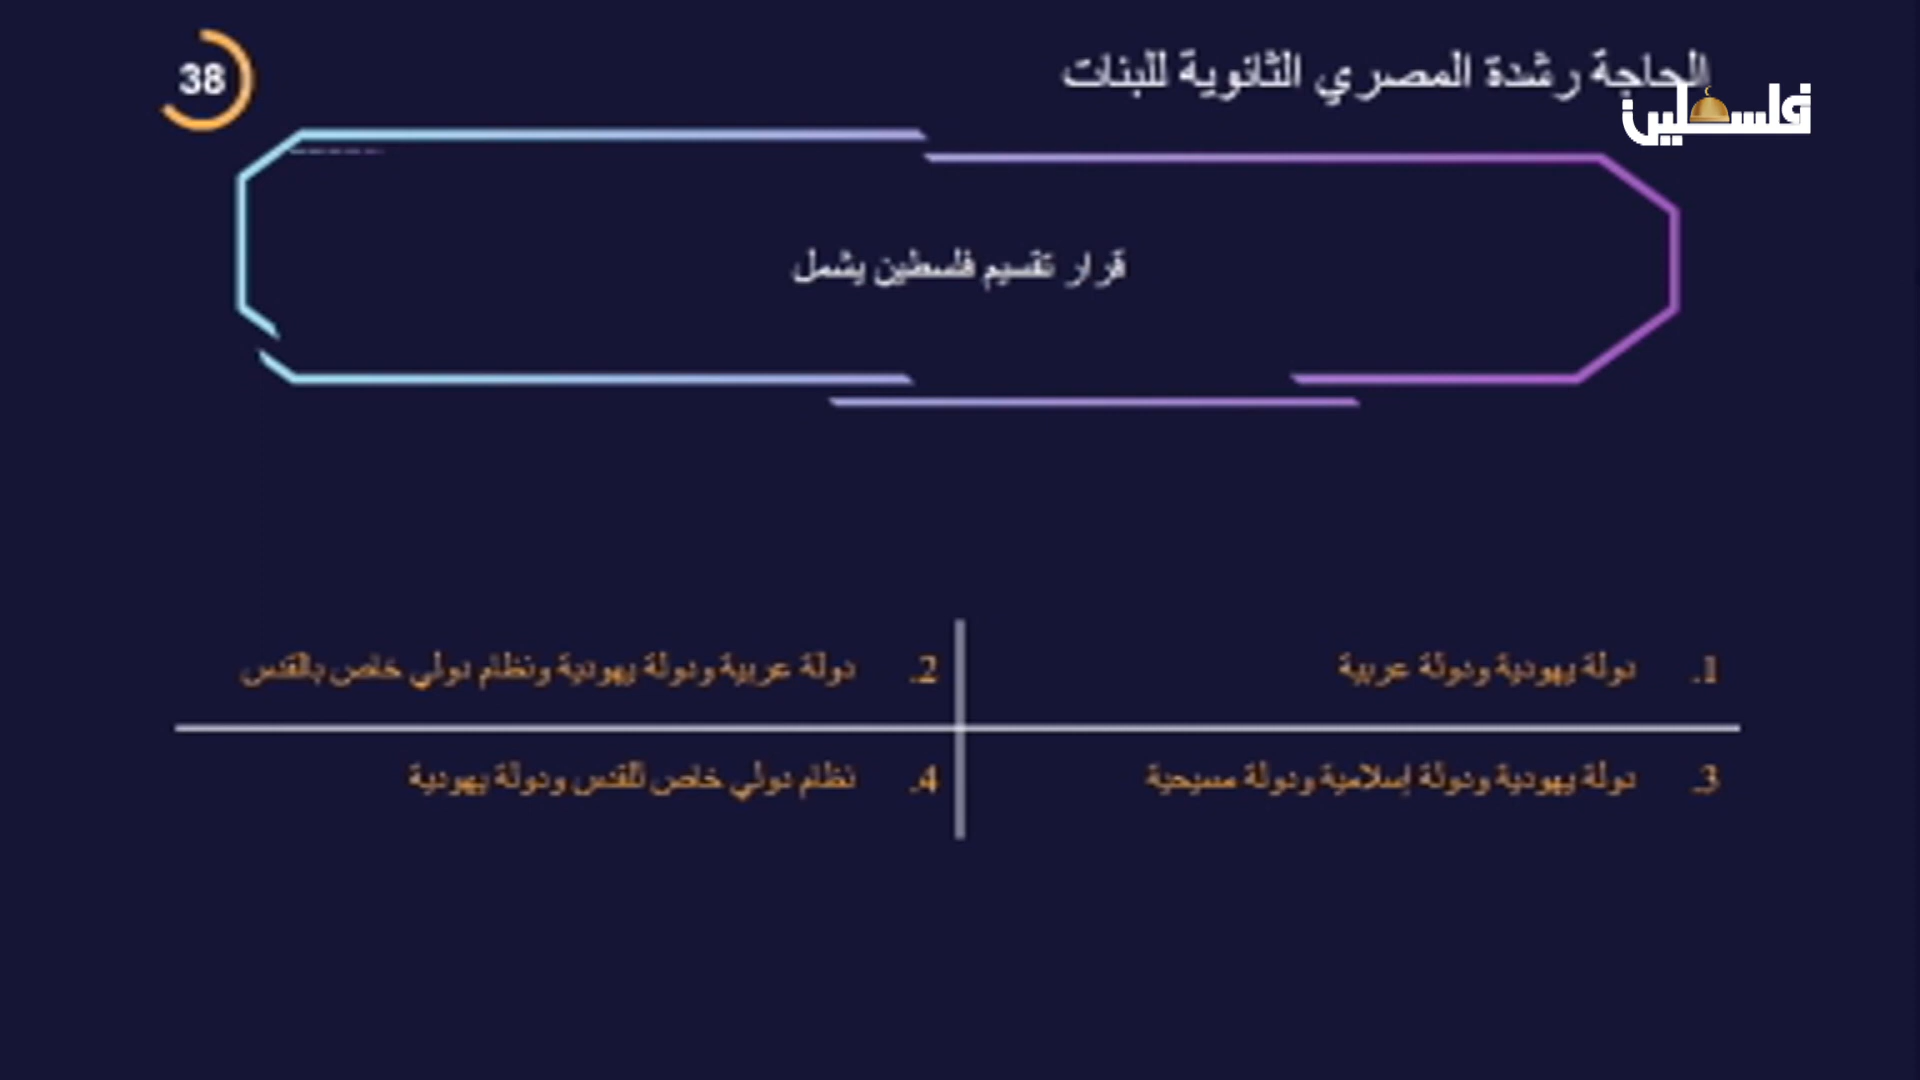 الحاجة رشدة المصري الثانوية للبنات
38
فلسطين
قرار تقسيم فلسطين يشمل
1. دولة يهودية ودولة عربية
2. دولة عربية ودولة يهودية ونظام دولي خاص بالقدس
3. دولة يهودية ودولة إسلامية ودولة مسيحية
4. نظام دولي خاص للقدس ودولة يهودية